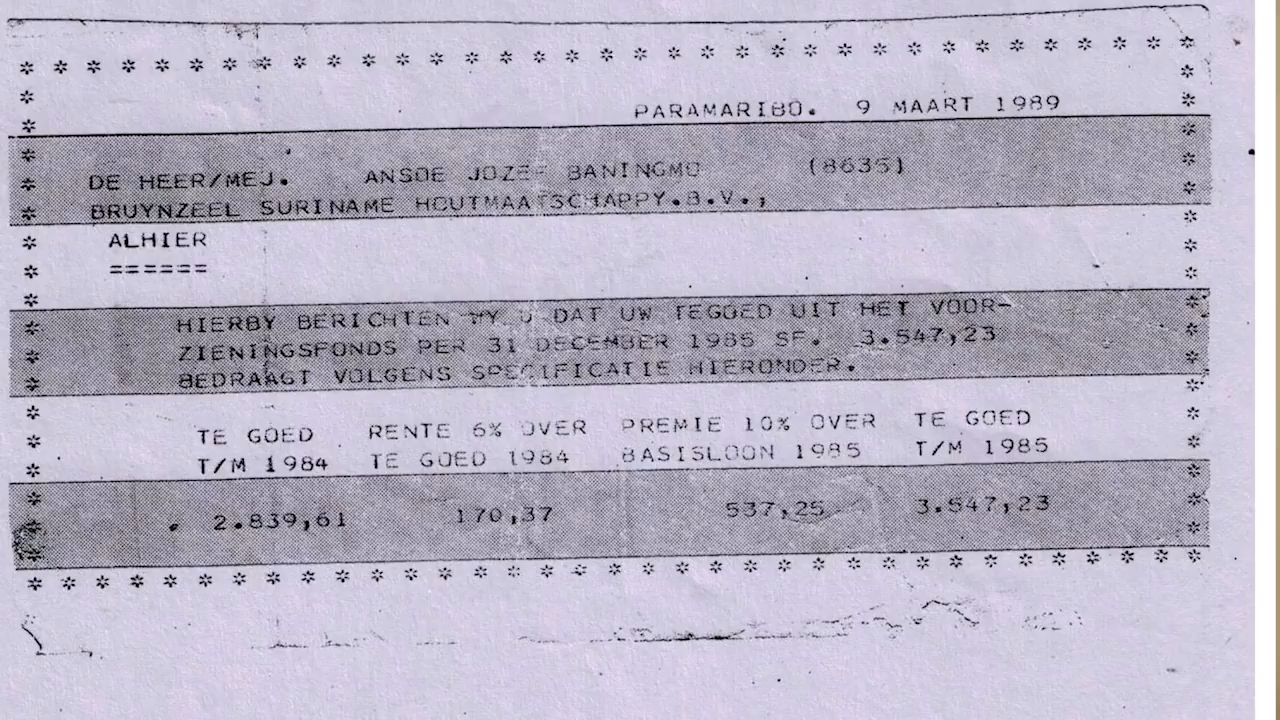 PARAMARIBO. 9 MAART 1989
DE HEER/MEJ. ANSOE JOZEF BANINGMO (8635)
BRUYNZEEL SURINAME HOUTMAATSCHAPPY.B.V.,
ALHIER
======
HIERBY BERICHTEN WY U DAT UW TEGOED UIT HET VOOR-
ZIENINGSFONDS PER 31 DECEMBER 1985 SF. 3.547,23
BEDRAAGT VOLGENS SPECIFICATIE HIERONDER.
TE GOED RENTE 6% OVER PREMIE 10% OVER TE GOED
T/M 1984 TE GOED 1984 BASISLOON 1985 T/M 1985
2.839,61 170,37 537,25 3.547,23